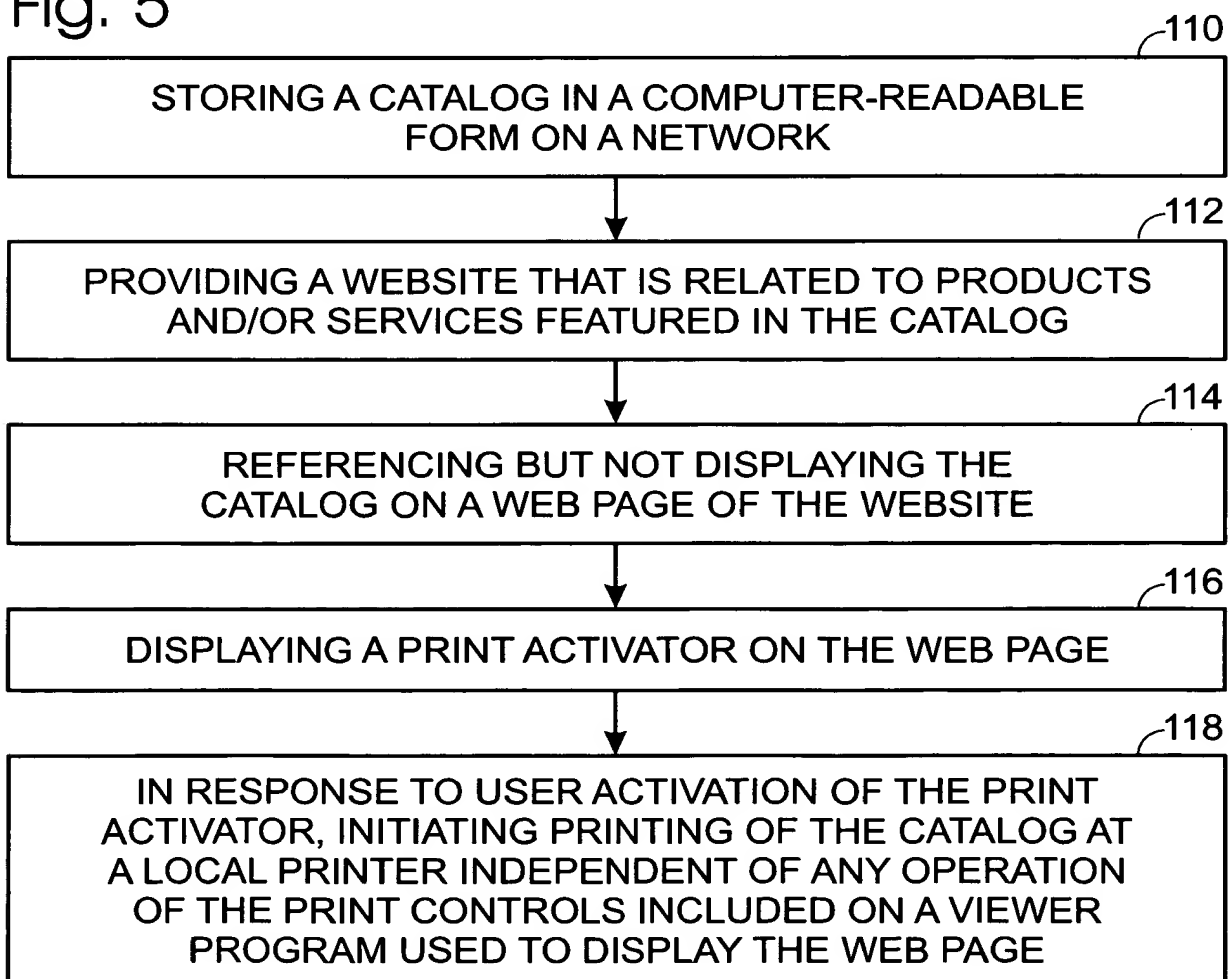 Fig. 5
110
STORING A CATALOG IN A COMPUTER-READABLE
FORM ON A NETWORK
112
PROVIDING A WEBSITE THAT IS RELATED TO PRODUCTS
AND/OR SERVICES FEATURED IN THE CATALOG
114
REFERENCING BUT NOT DISPLAYING THE
CATALOG ON A WEB PAGE OF THE WEBSITE
116
DISPLAYING A PRINT ACTIVATOR ON THE WEB PAGE
118
IN RESPONSE TO USER ACTIVATION OF THE PRINT
ACTIVATOR, INITIATING PRINTING OF THE CATALOG AT
A LOCAL PRINTER INDEPENDENT OF ANY OPERATION
OF THE PRINT CONTROLS INCLUDED ON A VIEWER
PROGRAM USED TO DISPLAY THE WEB PAGE